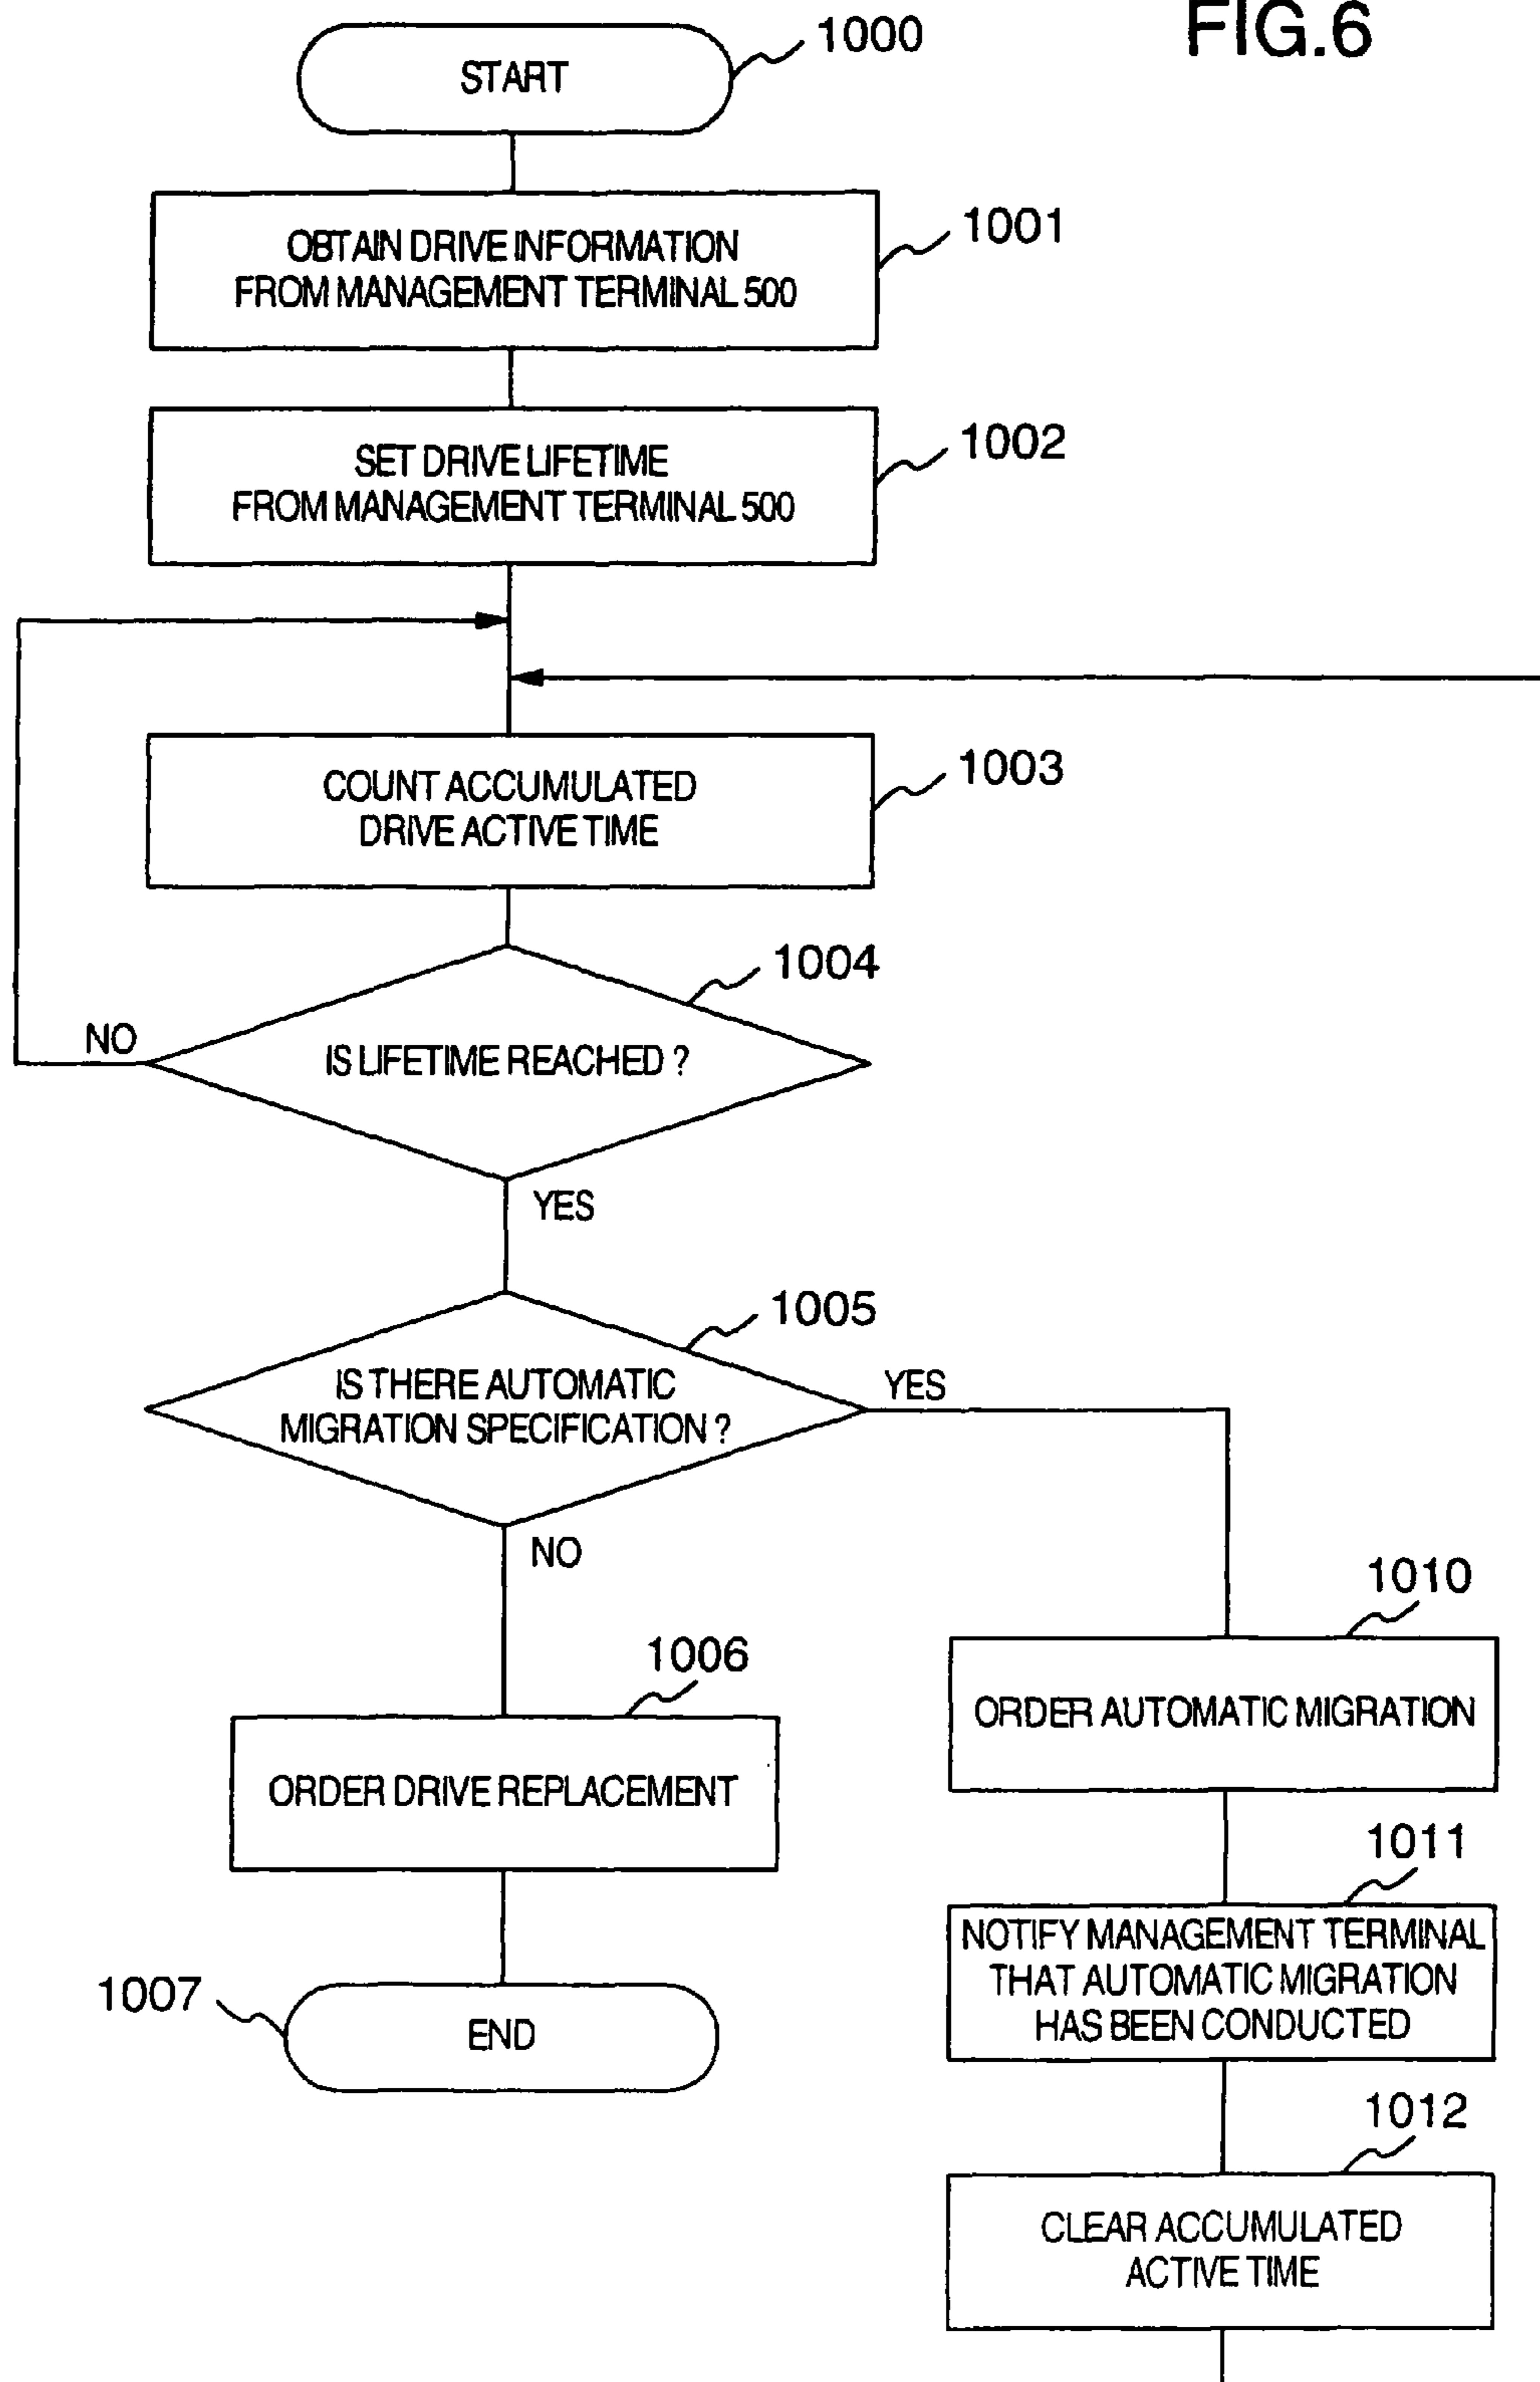 FIG.6
START
1000
OBTAIN DRIVE INFORMATION
FROM MANAGEMENT TERMINAL 500
1001
SET DRIVE LIFETIME
FROM MANAGEMENT TERMINAL 500
1002
COUNT ACCUMULATED
DRIVE ACTIVE TIME
1003
1004
IS LIFETIME REACHED ?
NO
YES
1005
IS THERE AUTOMATIC
MIGRATION SPECIFICATION ?
YES
NO
1006
ORDER DRIVE REPLACEMENT
1007
END
1010
ORDER AUTOMATIC MIGRATION
1011
NOTIFY MANAGEMENT TERMINAL
THAT AUTOMATIC MIGRATION
HAS BEEN CONDUCTED
1012
CLEAR ACCUMULATED
ACTIVE TIME